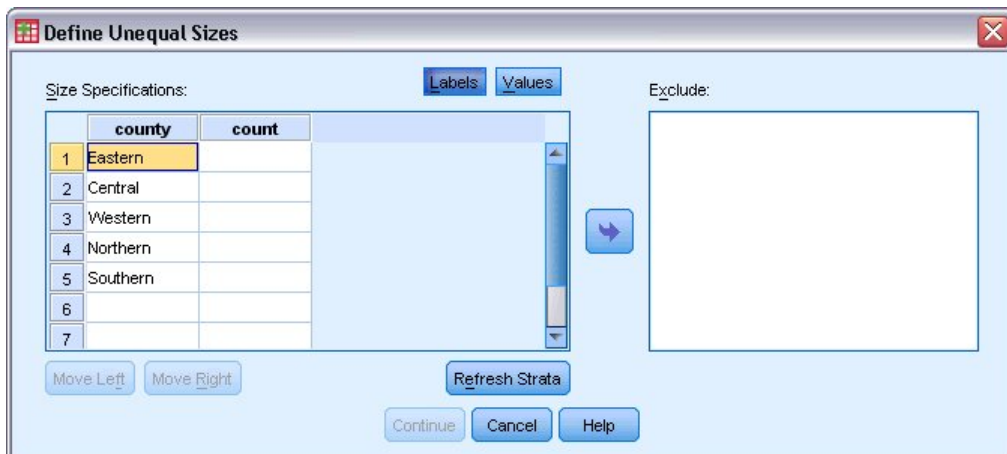 Define Unequal Sizes
Size Specifications:
Labels
Values
Exclude:
county count
1 Eastern
2 Central
3 Western
4 Northern
5 Southern
6
7
Move Left
Move Right
Refresh Strata
Continue
Cancel
Help